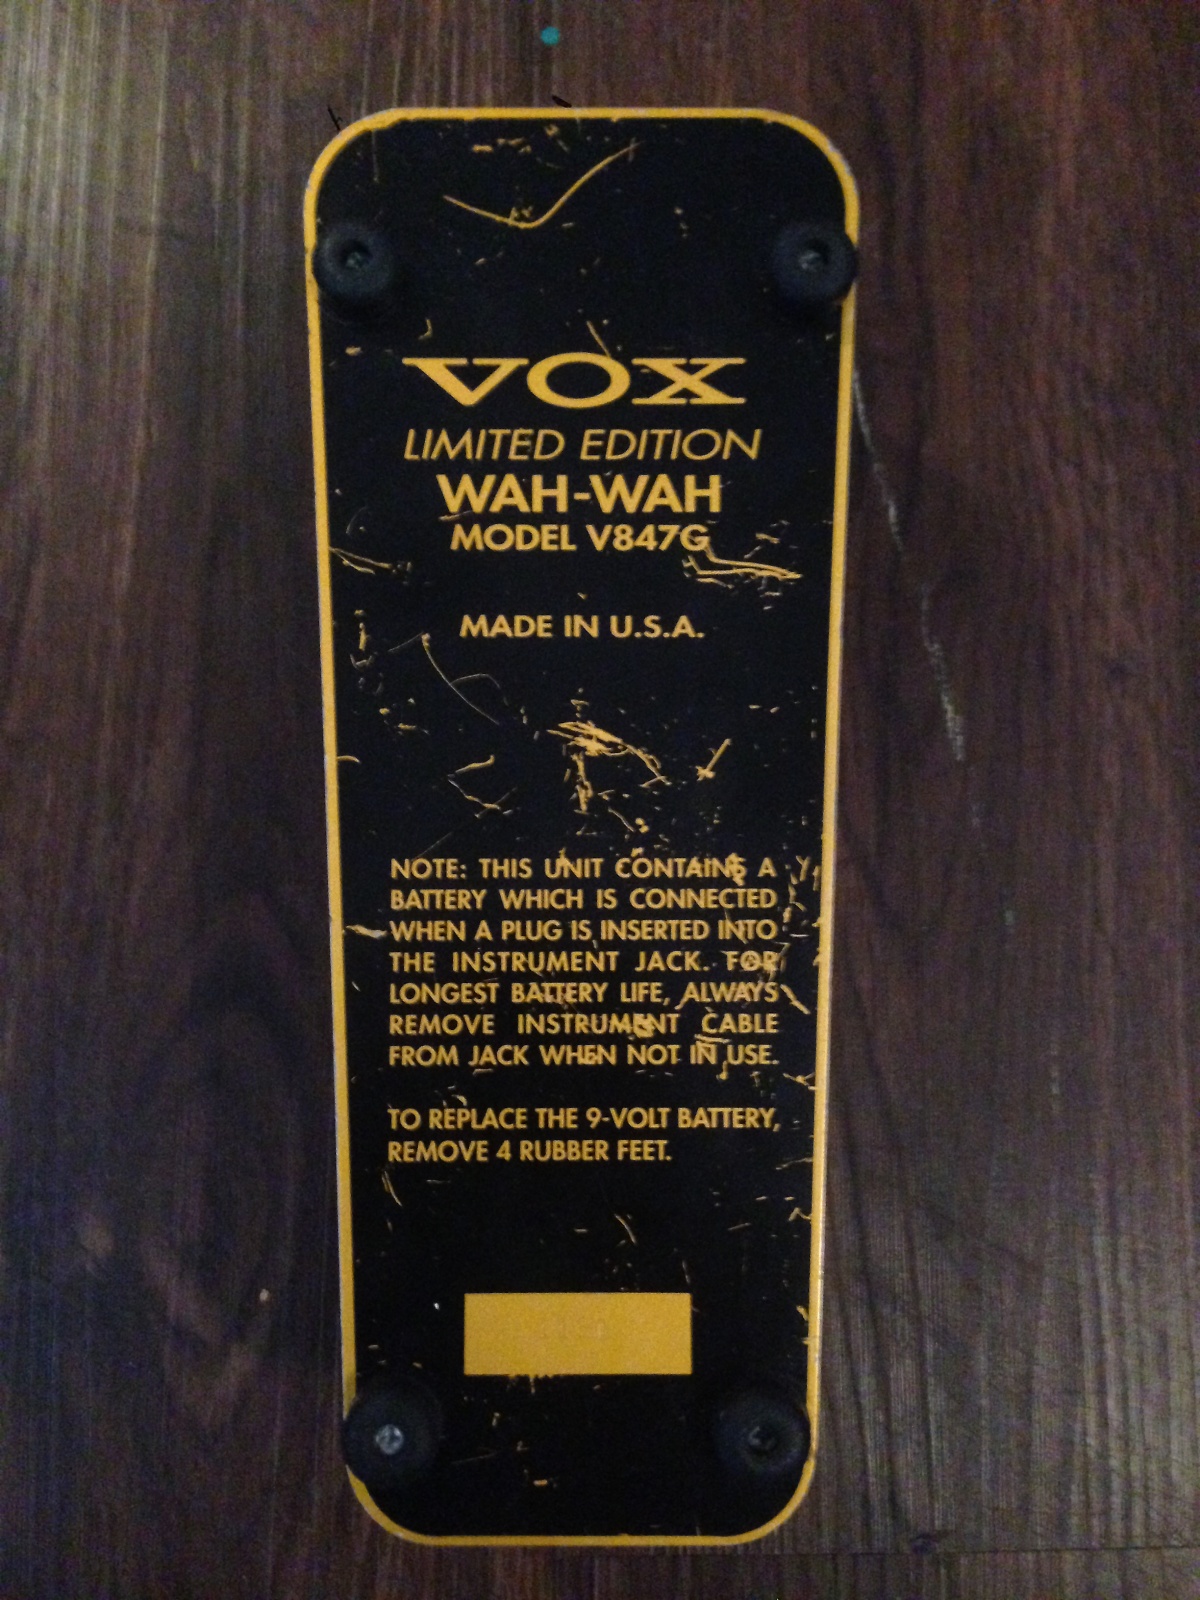 VOX
LIMITED EDITION
WAH-WAH
MODEL V847G
MADE IN U.S.A.
NOTE: THIS UNIT CONTAINS A
BATTERY WHICH IS CONNECTED
WHEN A PLUG IS INSERTED INTO
THE INSTRUMENT JACK. FOR
LONGEST BATTERY LIFE, ALWAYS
REMOVE INSTRUMENT CABLE
FROM JACK WHEN NOT IN USE.
TO REPLACE THE 9-VOLT BATTERY,
REMOVE 4 RUBBER FEET.